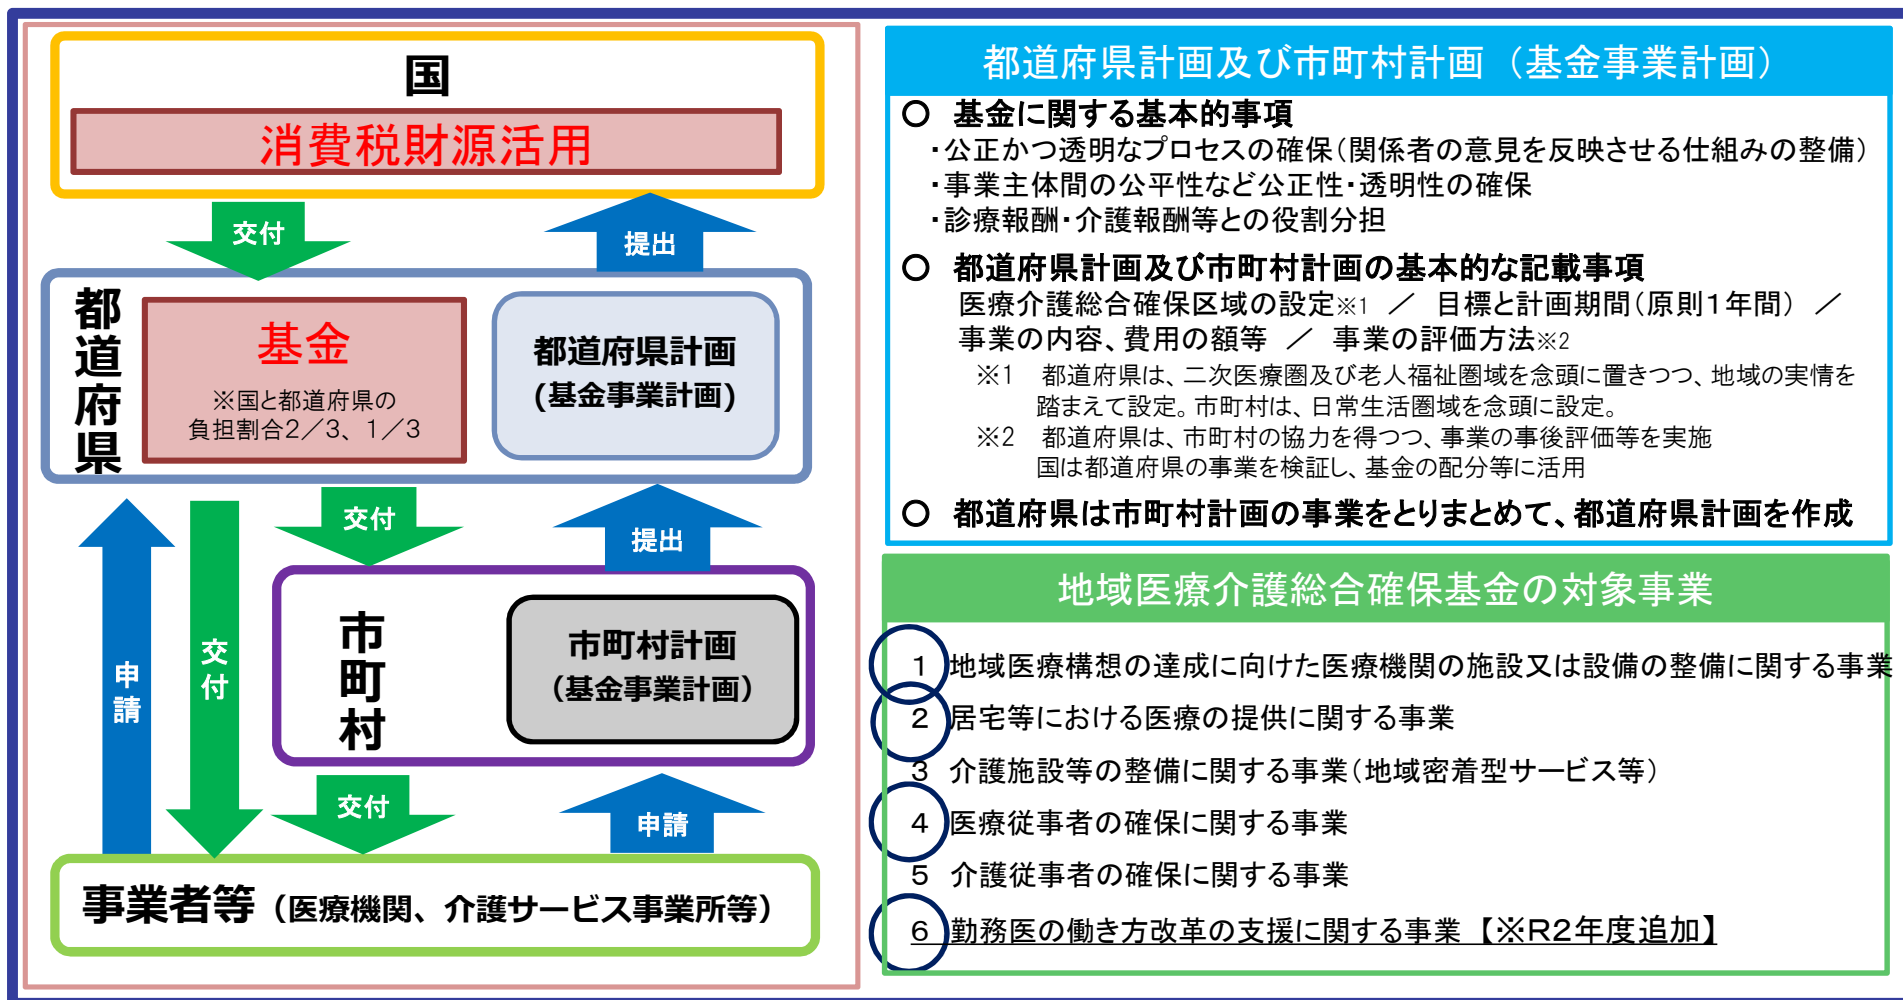 国
消費税財源活用
交付
提出
都道府県
基金
※国と都道府県の
負担割合2／3、1／3
都道府県計画
(基金事業計画)
交付
提出
申請
交付
市町村
市町村計画
（基金事業計画）
交付
申請
事業者等（医療機関、介護サービス事業所等）
都道府県計画及び市町村計画（基金事業計画）
○ 基金に関する基本的事項
・公正かつ透明なプロセスの確保（関係者の意見を反映させる仕組みの整備）
・事業主体間の公平性など公正性・透明性の確保
・診療報酬・介護報酬等との役割分担
○ 都道府県計画及び市町村計画の基本的な記載事項
医療介護総合確保区域の設定※1 ／ 目標と計画期間（原則１年間） ／
事業の内容、費用の額等 ／ 事業の評価方法※2
※1 都道府県は、二次医療圏及び老人福祉圏域を念頭に置きつつ、地域の実情を
踏まえて設定。市町村は、日常生活圏域を念頭に設定。
※2 都道府県は、市町村の協力を得つつ、事業の事後評価等を実施
国は都道府県の事業を検証し、基金の配分等に活用
○ 都道府県は市町村計画の事業をとりまとめて、都道府県計画を作成
地域医療介護総合確保基金の対象事業
１ 地域医療構想の達成に向けた医療機関の施設又は設備の整備に関する事業
２ 居宅等における医療の提供に関する事業
３ 介護施設等の整備に関する事業（地域密着型サービス等）
４ 医療従事者の確保に関する事業
５ 介護従事者の確保に関する事業
６ 勤務医の働き方改革の支援に関する事業【※R2年度追加】